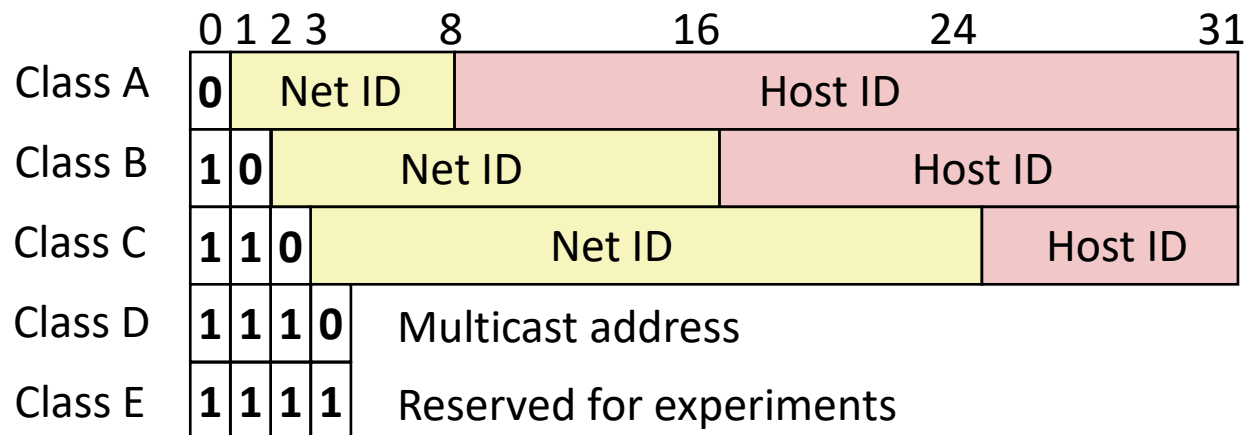 0 1 2 3 8 16 24 31
Class A 0 Net ID Host ID
Class B 1 0 Net ID Host ID
Class C 1 1 0 Net ID Host ID
Class D 1 1 1 0 Multicast address
Class E 1 1 1 1 Reserved for experiments